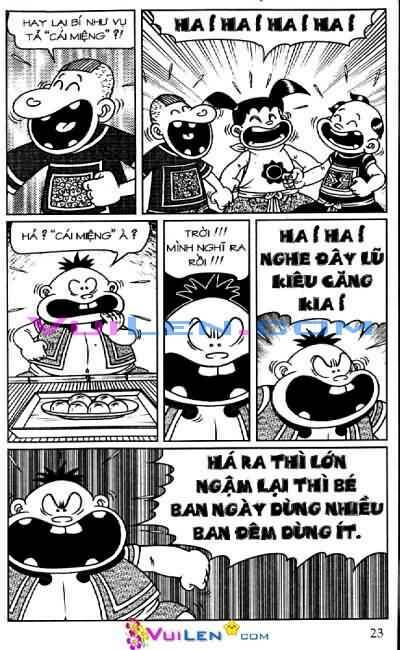 HAY LẠI BÍ NHƯ VỤ
TẢ "CÁI MIỆNG" ?!
HA! HA! HA! HA! HA!
HẢ? "CÁI MIỆNG" À?
TRỜI!!!
MÌNH NGHĨ RA
RỒI!!!
HA! HA!
NGHE ĐÂY LŨ
KIÊU CĂNG
KIA!
HÁ RA THÌ LỚN
NGẬM LẠI THÌ BÉ
BAN NGÀY DÙNG NHIỀU
BAN ĐÊM DÙNG ÍT.
VUILEN.COM
23
VUILEN.COM